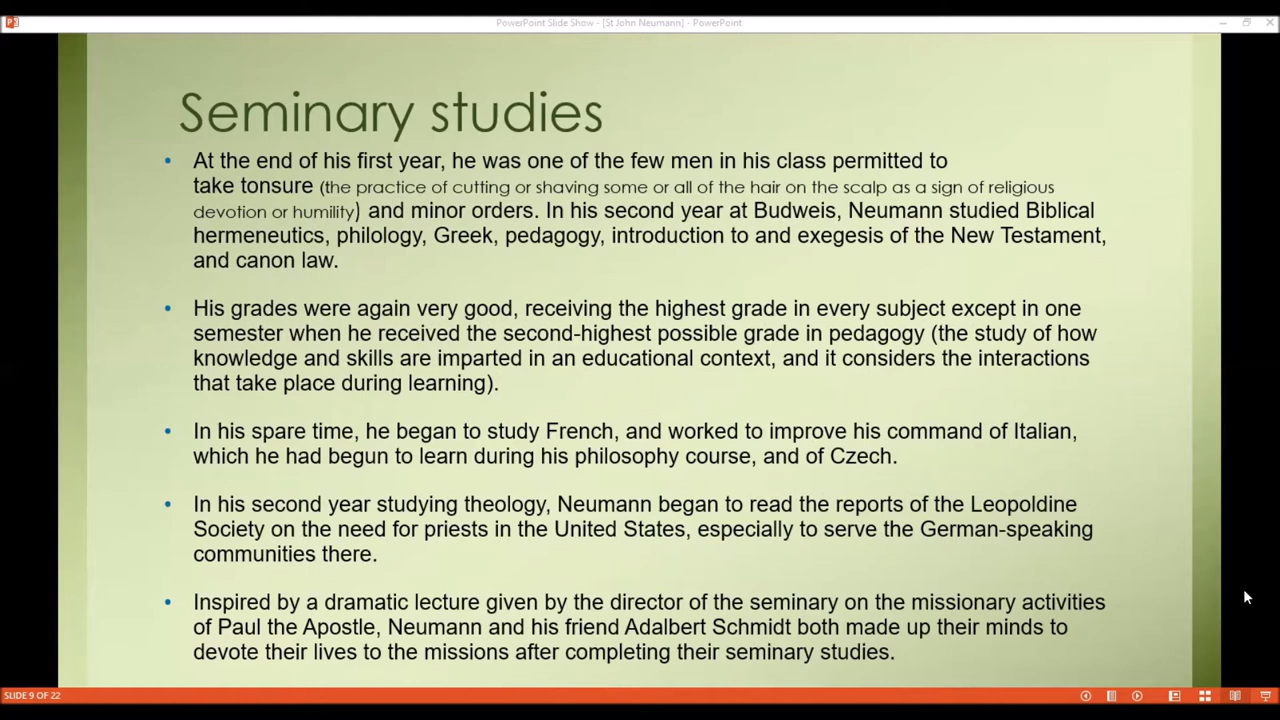 PowerPoint Slide Show - [St John Neumann] - PowerPoint
Seminary studies
• At the end of his first year, he was one of the few men in his class permitted to
take tonsure (the practice of cutting or shaving some or all of the hair on the scalp as a sign of religious
devotion or humility) and minor orders. In his second year at Budweis, Neumann studied Biblical
hermeneutics, philology, Greek, pedagogy, introduction to and exegesis of the New Testament,
and canon law.
• His grades were again very good, receiving the highest grade in every subject except in one
semester when he received the second-highest possible grade in pedagogy (the study of how
knowledge and skills are imparted in an educational context, and it considers the interactions
that take place during learning).
• In his spare time, he began to study French, and worked to improve his command of Italian,
which he had begun to learn during his philosophy course, and of Czech.
• In his second year studying theology, Neumann began to read the reports of the Leopoldine
Society on the need for priests in the United States, especially to serve the German-speaking
communities there.
• Inspired by a dramatic lecture given by the director of the seminary on the missionary activities
of Paul the Apostle, Neumann and his friend Adalbert Schmidt both made up their minds to
devote their lives to the missions after completing their seminary studies.
SLIDE 9 OF 22